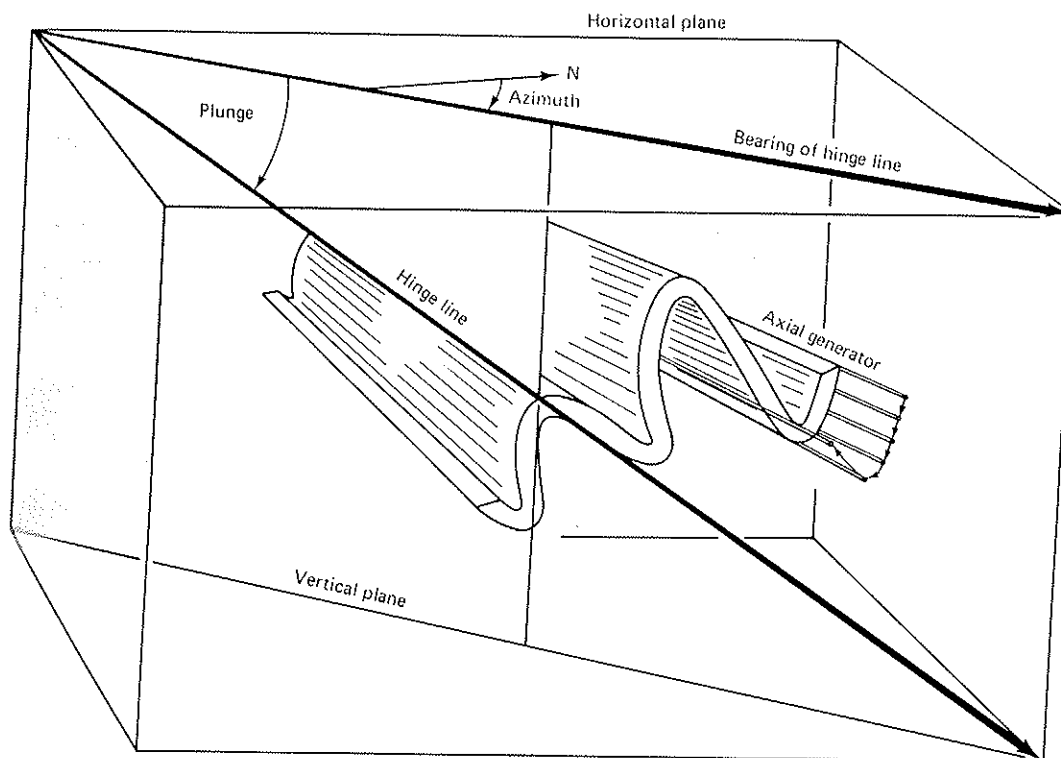 Horizontal plane
N
Azimuth
Plunge
Bearing of hinge line
Hinge line
Axial generator
Vertical plane